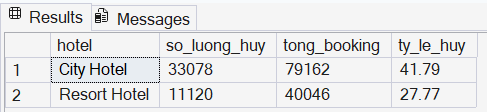 Results Messages
hotel so_luong_huy tong_booking ty_le_huy
1 City Hotel 33078 79162 41.79
2 Resort Hotel 11120 40046 27.77